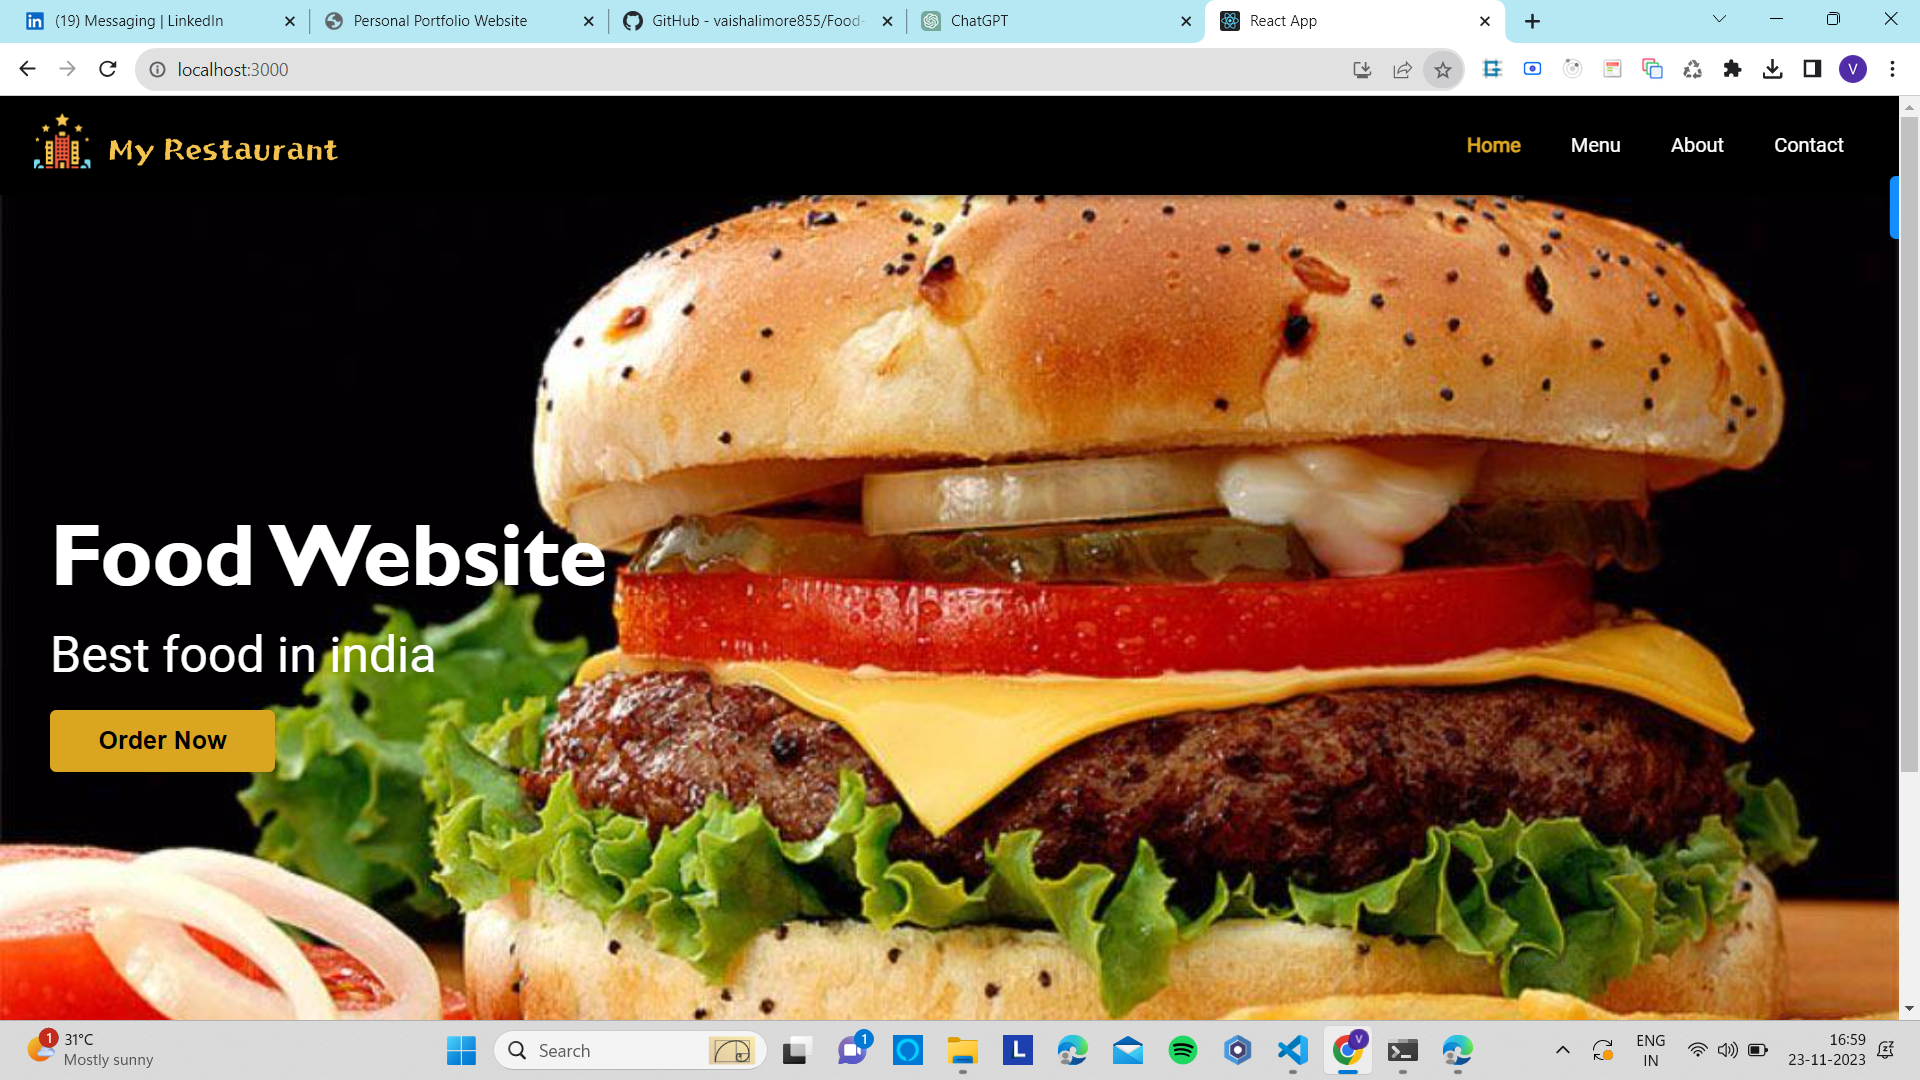 (19) Messaging | LinkedIn
Personal Portfolio Website
GitHub - vaishalimore855/Food-
ChatGPT
React App
localhost:3000
V
My Restaurant
Home
Menu
About
Contact
Food Website
Best food in india
Order Now
1
31°C
Mostly sunny
Search
1
L
V
ENG
IN
16:59
23-11-2023